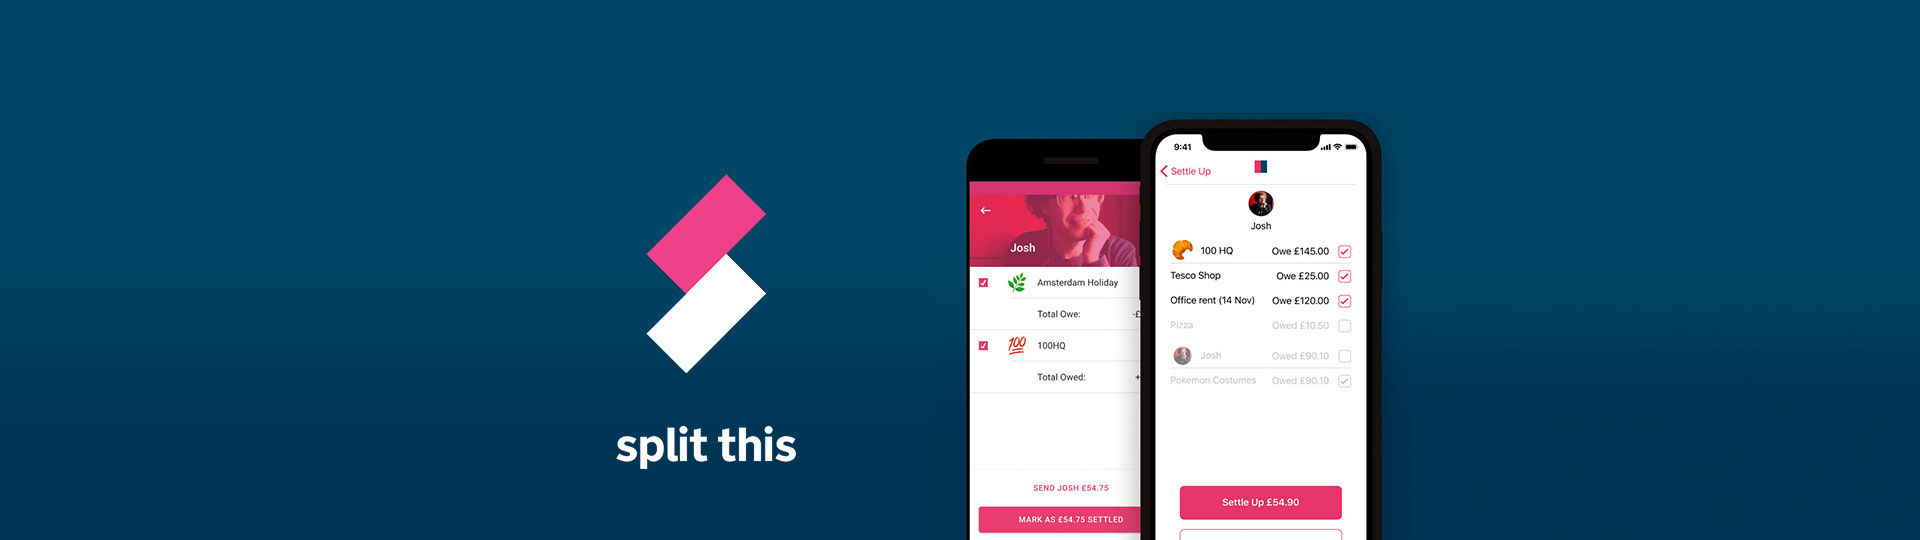 split this
Josh
Amsterdam Holiday
Total Owe: -£
100HQ
Total Owed: +
SEND JOSH £54.75
MARK AS £54.75 SETTLED
9:41
Settle Up
Josh
100 HQ Owe £145.00
Tesco Shop Owe £25.00
Office rent (14 Nov) Owe £120.00
Pizza Owed £10.50
Josh Owed £90.10
Pokemon Costumes Owed £90.10
Settle Up £54.90